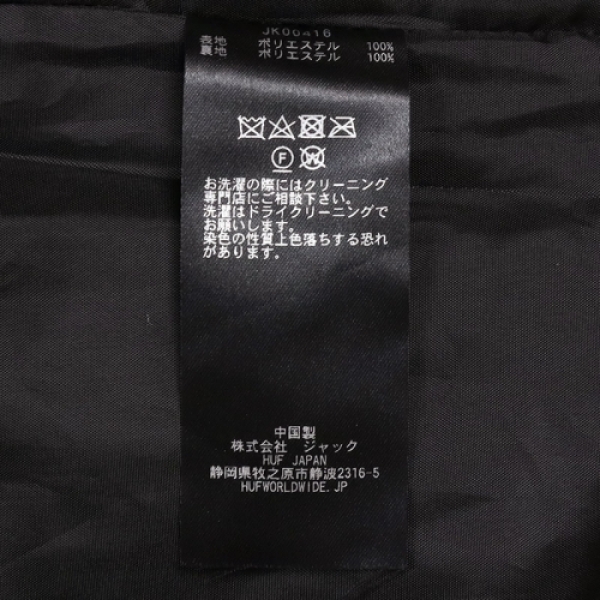 JK00416
表地 ポリエステル 100%
裏地 ポリエステル 100%
F W
お洗濯の際にはクリーニング
専門店にご相談下さい。
洗濯はドライクリーニングで
お願いします。
染色の性質上色落ちする恐れ
があります。
中国製
株式会社 ジャック
HUF JAPAN
静岡県牧之原市静波2316-5
HUFWORLDWIDE.JP